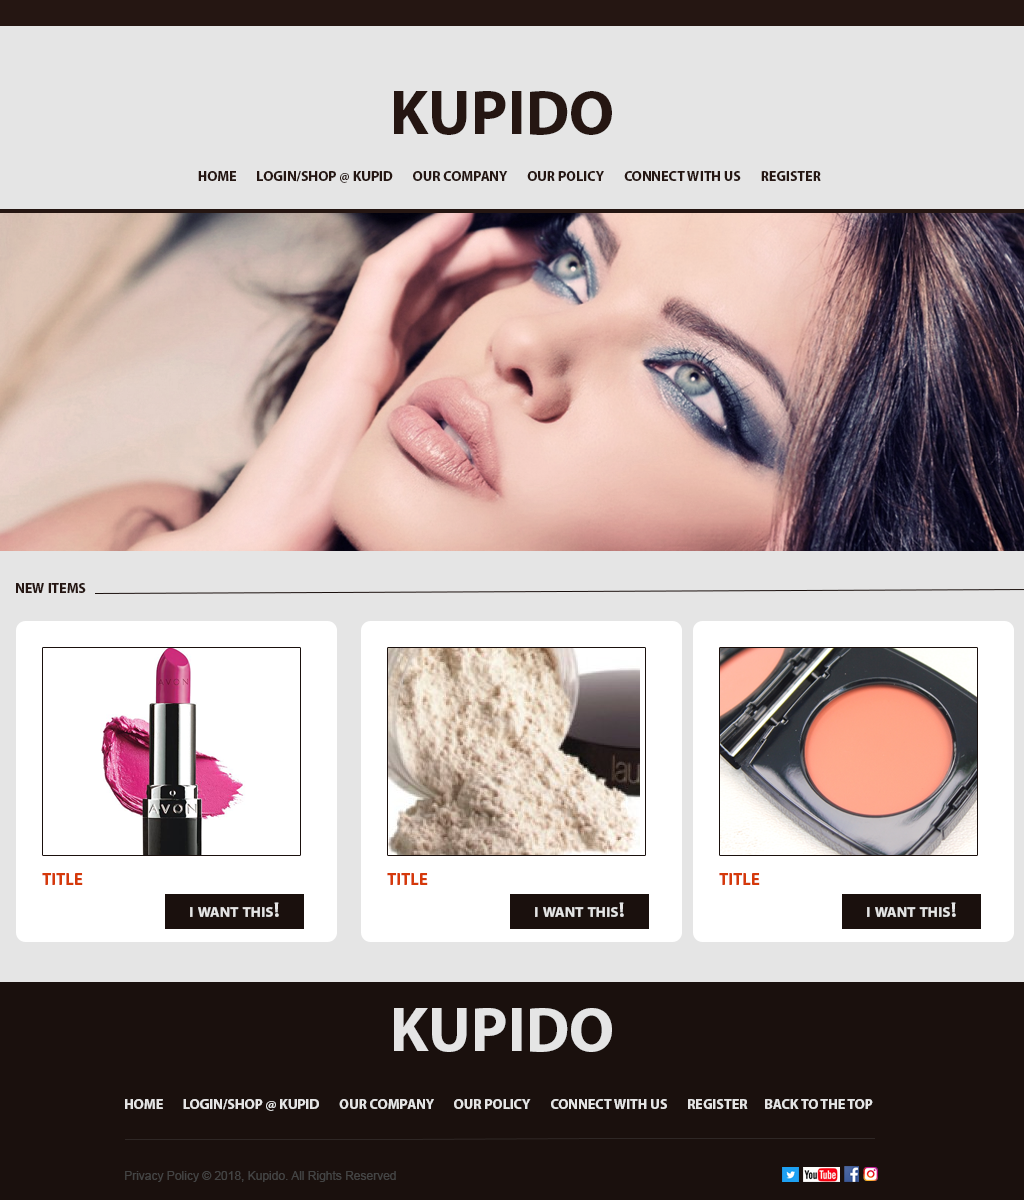 KUPIDO
HOME LOGIN/SHOP @ KUPID OUR COMPANY OUR POLICY CONNECT WITH US REGISTER
NEW ITEMS
AVON
AVON
lau
TITLE TITLE TITLE
I WANT THIS! I WANT THIS! I WANT THIS!
KUPIDO
HOME LOGIN/SHOP @ KUPID OUR COMPANY OUR POLICY CONNECT WITH US REGISTER BACK TO THE TOP
Privacy Policy © 2018, Kupido. All Rights Reserved
YouTube